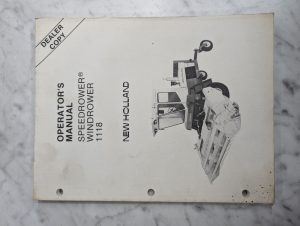 DEALER
COPY
OPERATOR'S
MANUAL
SPEEDROWER®
WINDROWER
1118
NEW HOLLAND